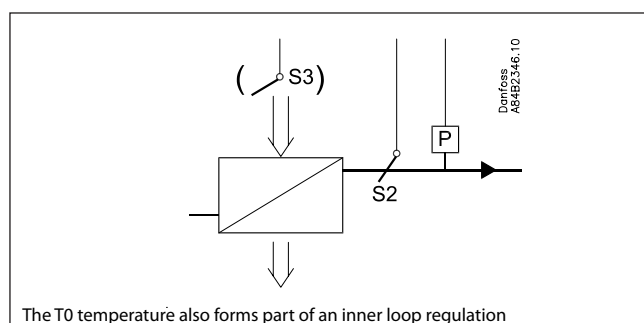 ( S3 )
Danfoss
A84B2346.10
P
S2
The T0 temperature also forms part of an inner loop regulation